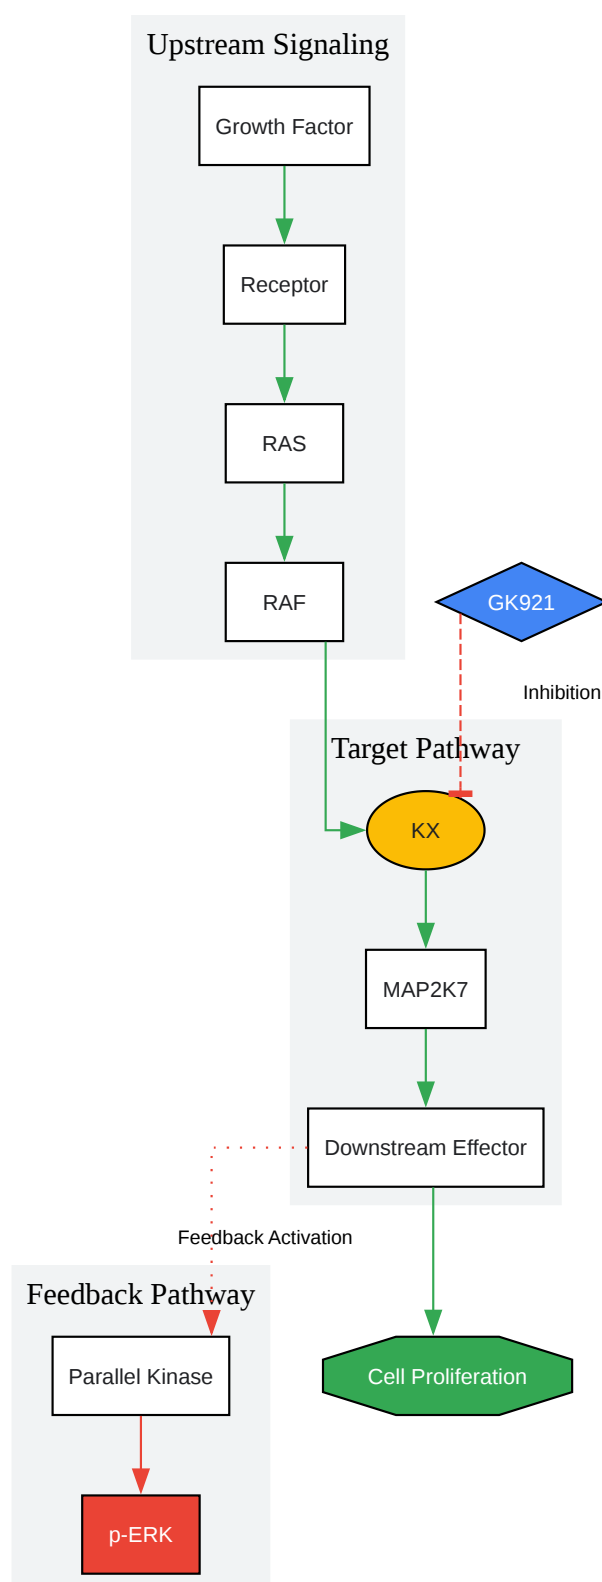 Upstream Signaling
Growth Factor
Receptor
RAS
RAF
GK921
Inhibition
Target Pathway
KX
MAP2K7
Downstream Effector
Feedback Activation
Feedback Pathway
Parallel Kinase
Cell Proliferation
p-ERK